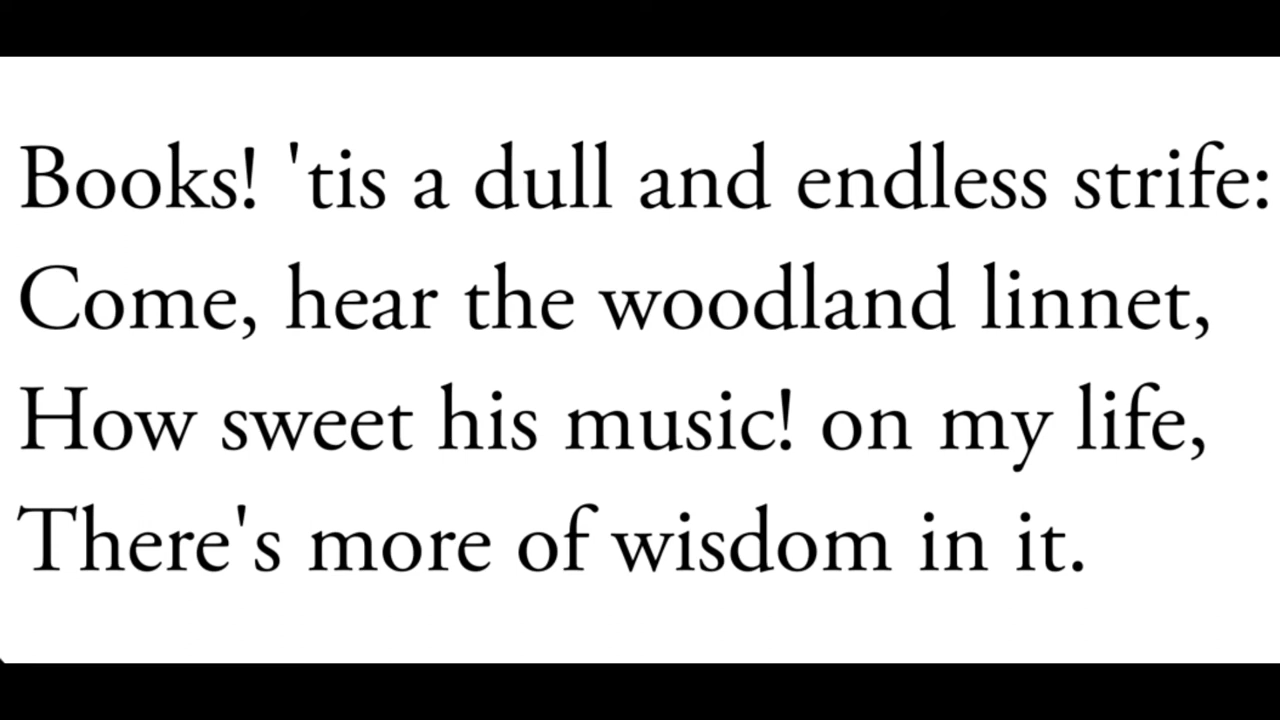 Books! 'tis a dull and endless strife:
Come, hear the woodland linnet,
How sweet his music! on my life,
There's more of wisdom in it.